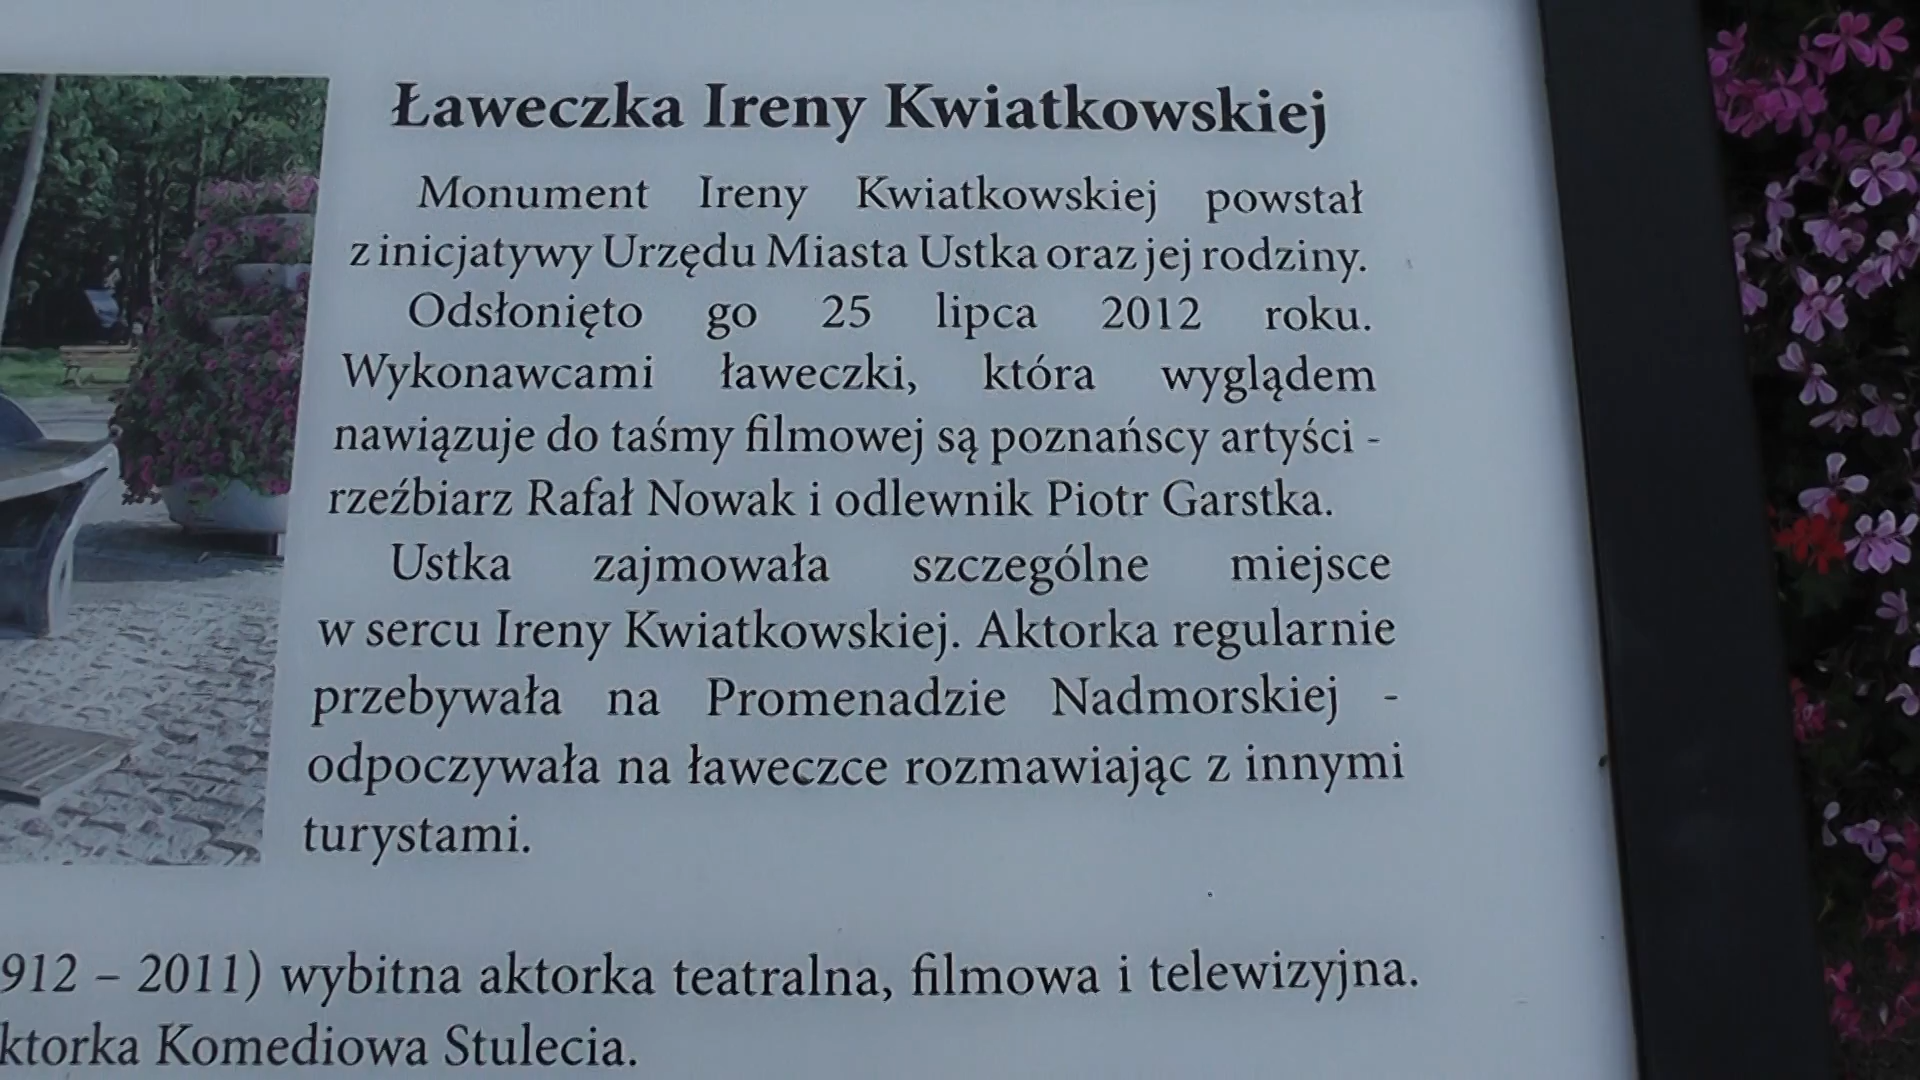 Ławeczka Ireny Kwiatkowskiej
Monument Ireny Kwiatkowskiej powstał
z inicjatywy Urzędu Miasta Ustka oraz jej rodziny.
Odsłonięto go 25 lipca 2012 roku.
Wykonawcami ławeczki, która wyglądem
nawiązuje do taśmy filmowej są poznańscy artyści -
rzeźbiarz Rafał Nowak i odlewnik Piotr Garstka.
Ustka zajmowała szczególne miejsce
w sercu Ireny Kwiatkowskiej. Aktorka regularnie
przebywała na Promenadzie Nadmorskiej -
odpoczywała na ławeczce rozmawiając z innymi
turystami.
912 – 2011) wybitna aktorka teatralna, filmowa i telewizyjna.
ktorka Komediowa Stulecia.